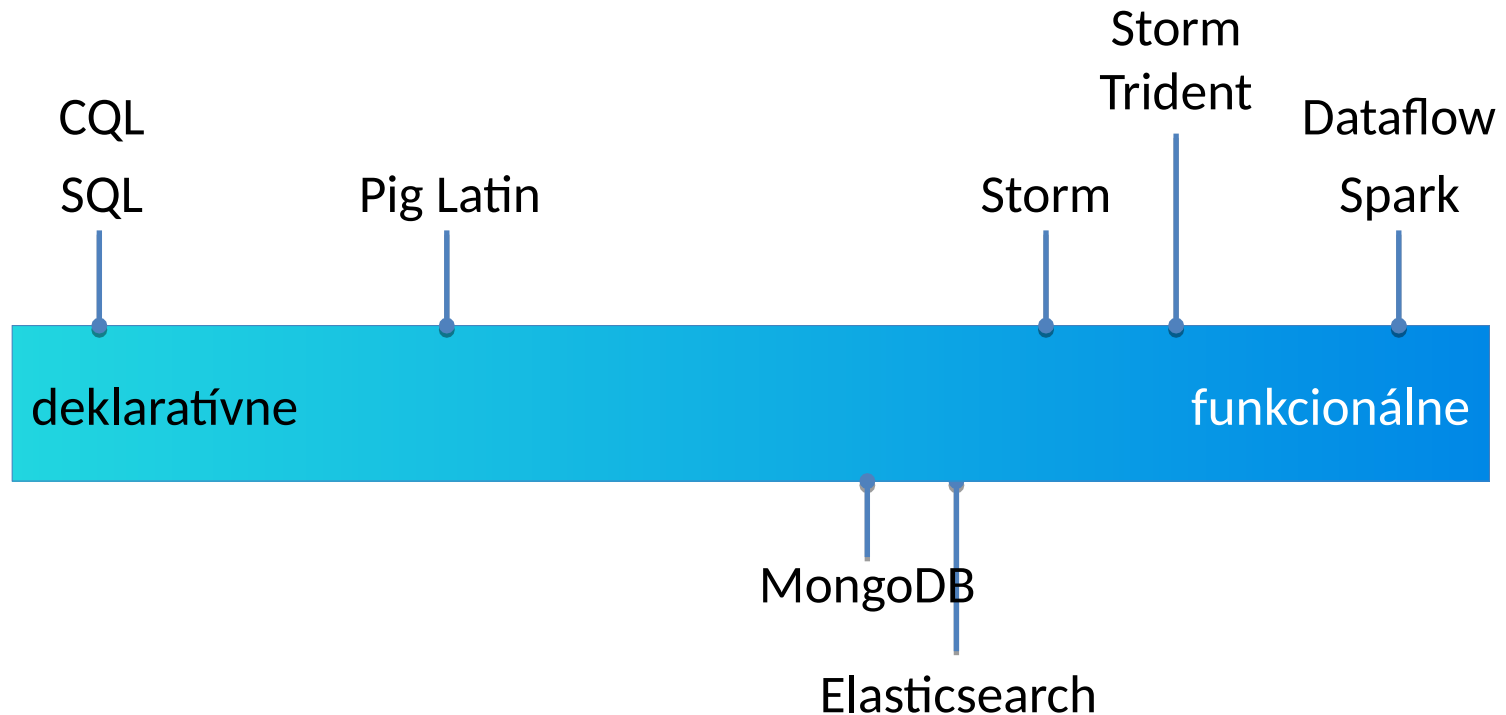 Storm
Trident
CQL
Dataflow
SQL
Pig Latin
Storm
Spark
deklaratívne
funkcionálne
MongoDB
Elasticsearch